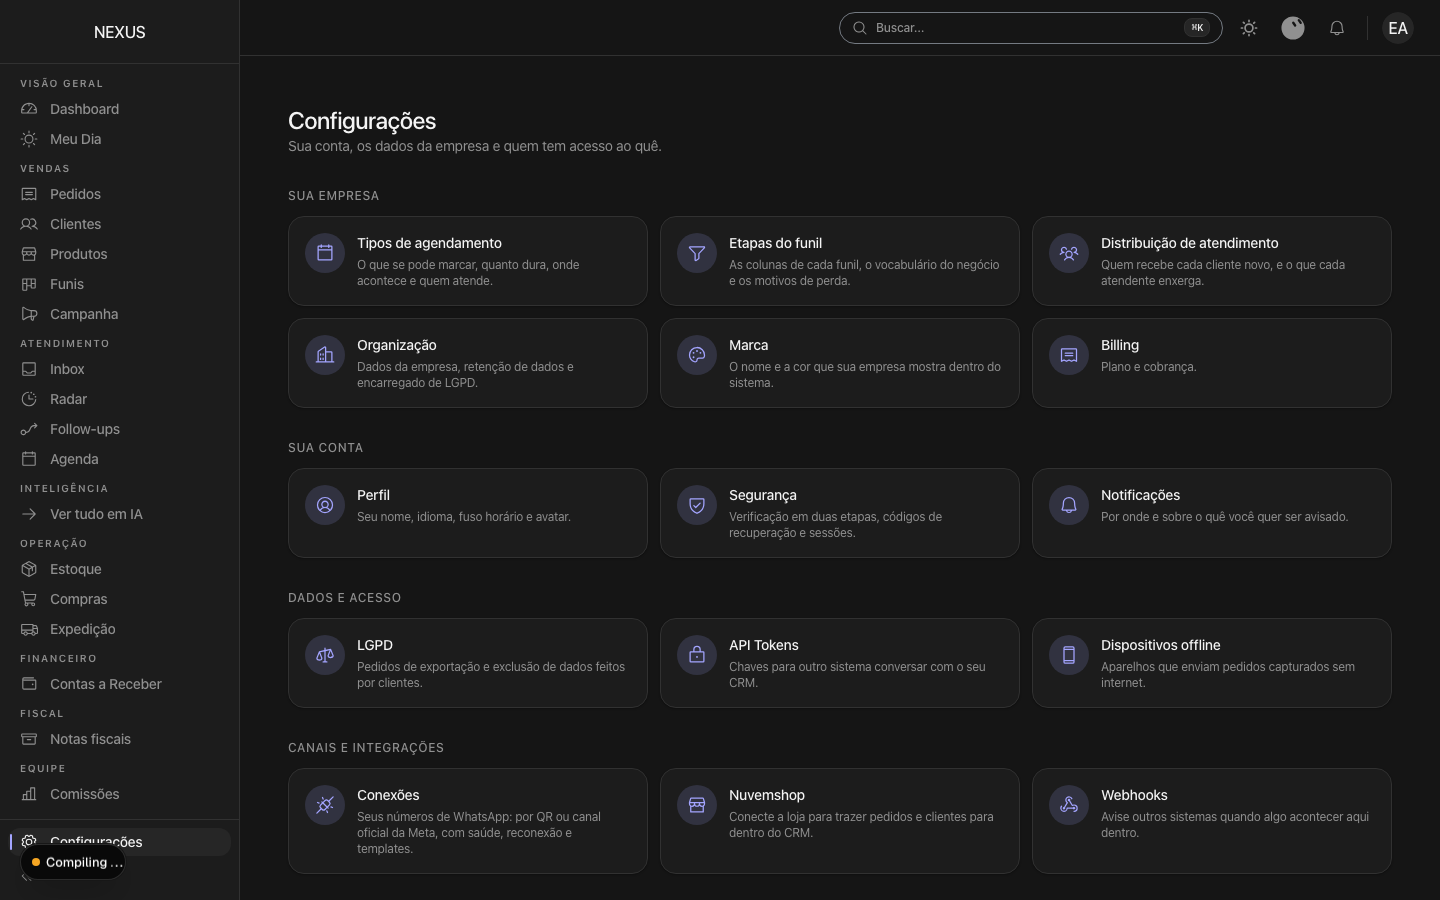 NEXUS
Buscar...
⌘K
EA
VISÃO GERAL
Dashboard
Meu Dia
VENDAS
Pedidos
Clientes
Produtos
Funis
Campanha
ATENDIMENTO
Inbox
Radar
Follow-ups
Agenda
INTELIGÊNCIA
Ver tudo em IA
OPERAÇÃO
Estoque
Compras
Expedição
FINANCEIRO
Contas a Receber
FISCAL
Notas fiscais
EQUIPE
Comissões
Configurações
Compiling ...
Configurações
Sua conta, os dados da empresa e quem tem acesso ao quê.
SUA EMPRESA
Tipos de agendamento
O que se pode marcar, quanto dura, onde
acontece e quem atende.
Etapas do funil
As colunas de cada funil, o vocabulário do negócio
e os motivos de perda.
Distribuição de atendimento
Quem recebe cada cliente novo, e o que cada
atendente enxerga.
Organização
Dados da empresa, retenção de dados e
encarregado de LGPD.
Marca
O nome e a cor que sua empresa mostra dentro do
sistema.
Billing
Plano e cobrança.
SUA CONTA
Perfil
Seu nome, idioma, fuso horário e avatar.
Segurança
Verificação em duas etapas, códigos de
recuperação e sessões.
Notificações
Por onde e sobre o quê você quer ser avisado.
DADOS E ACESSO
LGPD
Pedidos de exportação e exclusão de dados feitos
por clientes.
API Tokens
Chaves para outro sistema conversar com o seu
CRM.
Dispositivos offline
Aparelhos que enviam pedidos capturados sem
internet.
CANAIS E INTEGRAÇÕES
Conexões
Seus números de WhatsApp: por QR ou canal
oficial da Meta, com saúde, reconexão e
templates.
Nuvemshop
Conecte a loja para trazer pedidos e clientes para
dentro do CRM.
Webhooks
Avise outros sistemas quando algo acontecer aqui
dentro.